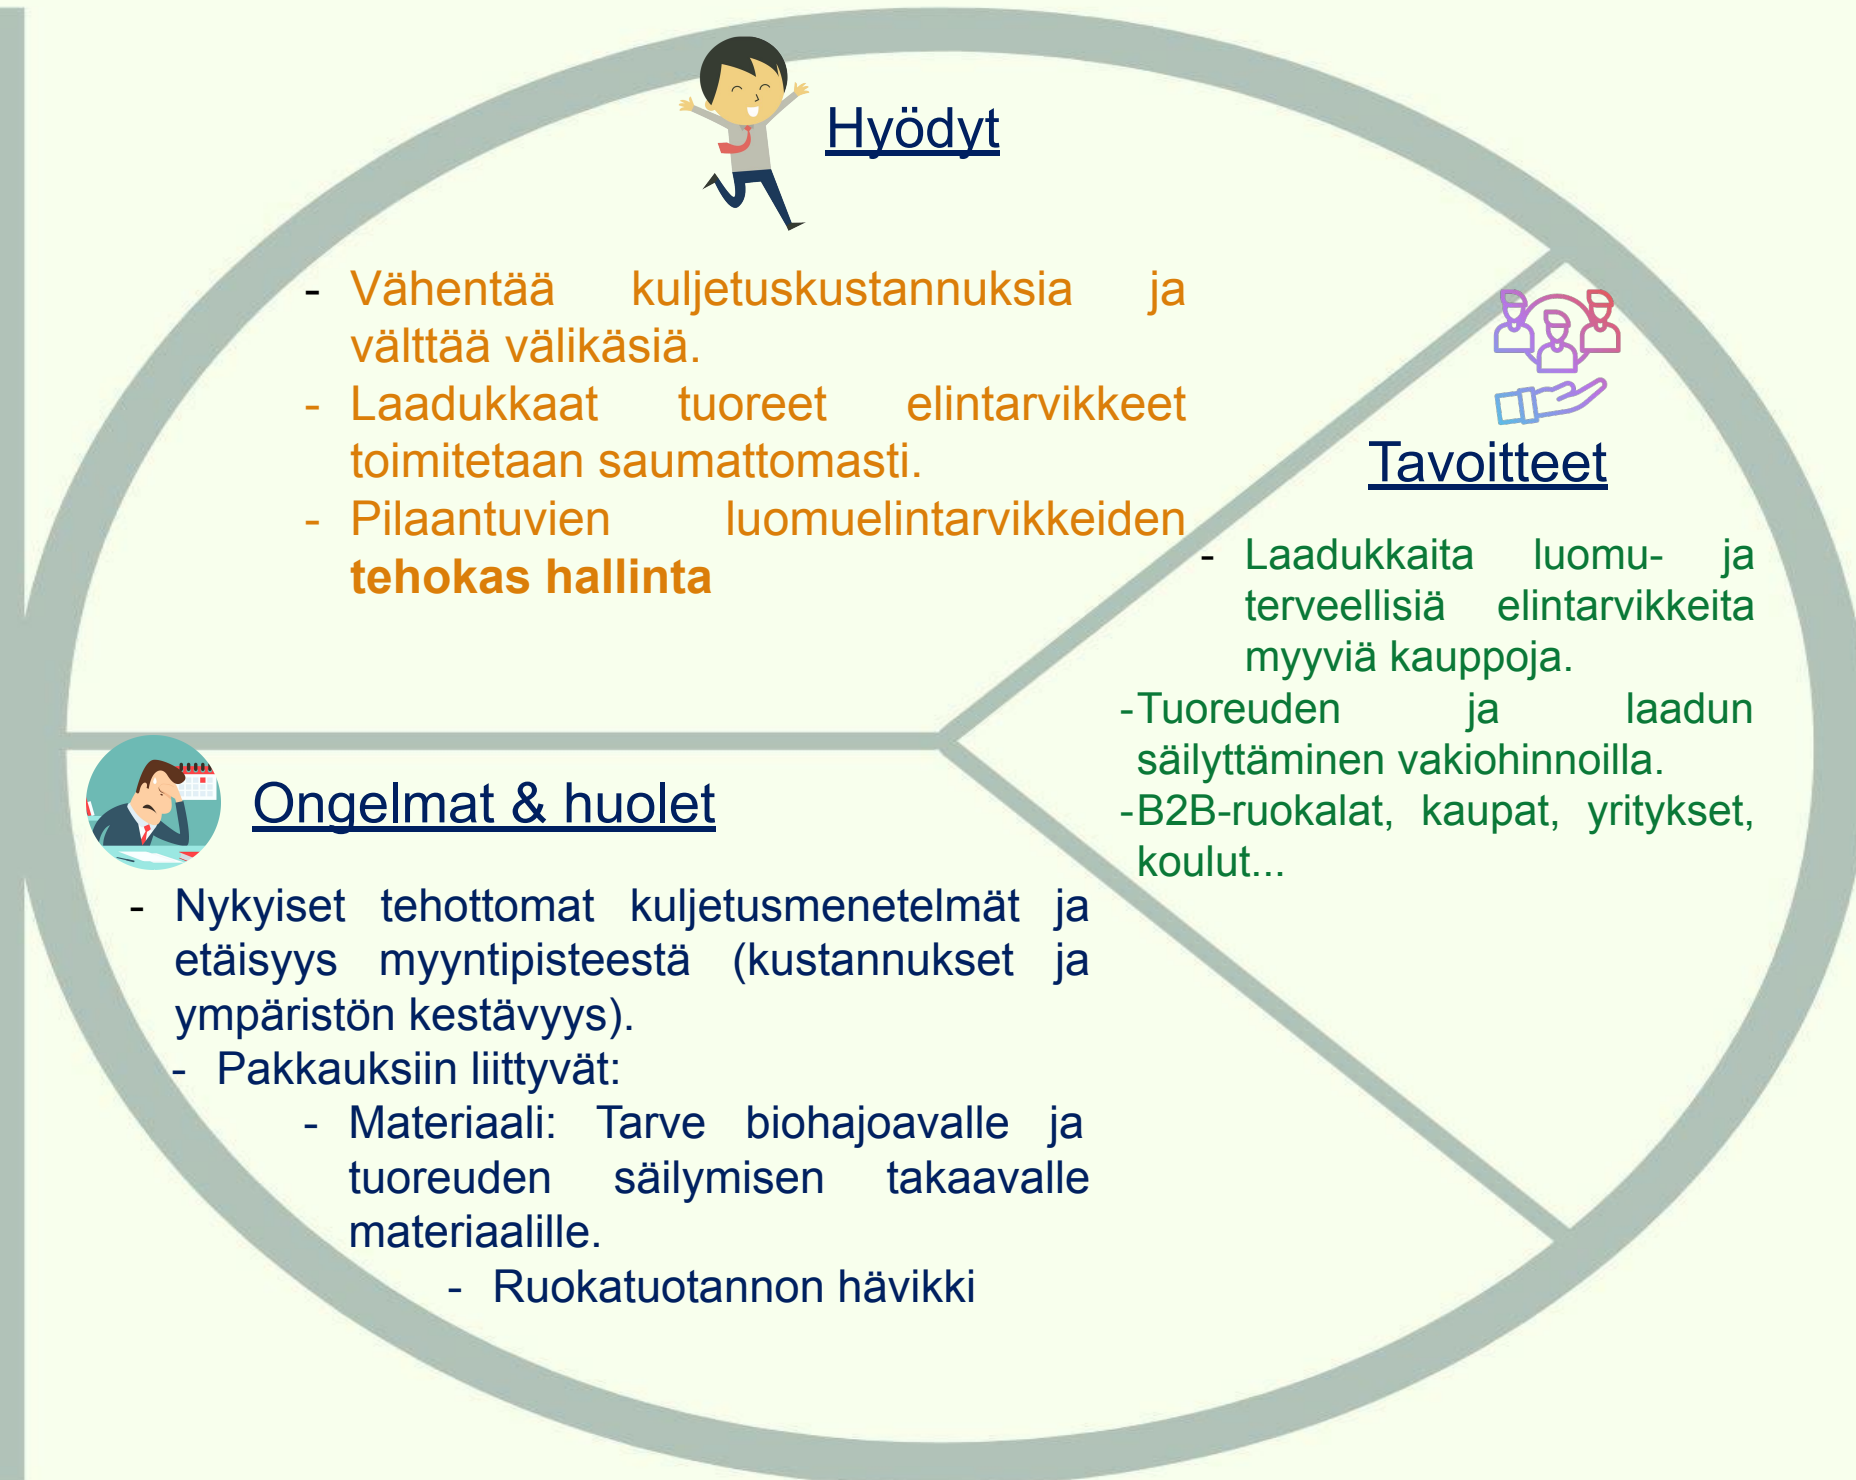 Hyödyt
- Vähentää kuljetuskustannuksia ja
välttää välikäsiä.
- Laadukkaat tuoreet elintarvikkeet
toimitetaan saumattomasti.
- Pilaantuvien luomuelintarvikkeiden
tehokas hallinta
Tavoitteet
- Laadukkaita luomu- ja
terveellisiä elintarvikkeita
myyviä kauppoja.
-Tuoreuden ja laadun
säilyttäminen vakiohinnoilla.
-B2B-ruokalat, kaupat, yritykset,
koulut...
Ongelmat & huolet
- Nykyiset tehottomat kuljetusmenetelmät ja
etäisyys myyntipisteestä (kustannukset ja
ympäristön kestävyys).
- Pakkauksiin liittyvät:
- Materiaali: Tarve biohajoavalle ja
tuoreuden säilymisen takaavalle
materiaalille.
- Ruokatuotannon hävikki